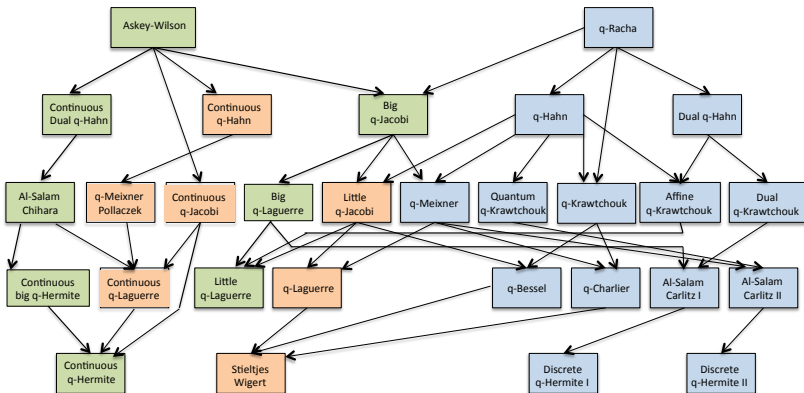 Askey-Wilson
q-Racha
Continuous
Dual q-Hahn
Continuous
q-Hahn
Big
q-Jacobi
q-Hahn
Dual q-Hahn
Al-Salam
Chihara
q-Meixner
Pollaczek
Continuous
q-Jacobi
Big
q-Laguerre
Little
q-Jacobi
q-Meixner
Quantum
q-Krawtchouk
q-Krawtchouk
Affine
q-Krawtchouk
Dual
q-Krawtchouk
Continuous
big q-Hermite
Continuous
q-Laguerre
Little
q-Laguerre
q-Laguerre
q-Bessel
q-Charlier
Al-Salam
Carlitz I
Al-Salam
Carlitz II
Continuous
q-Hermite
Stieltjes
Wigert
Discrete
q-Hermite I
Discrete
q-Hermite II